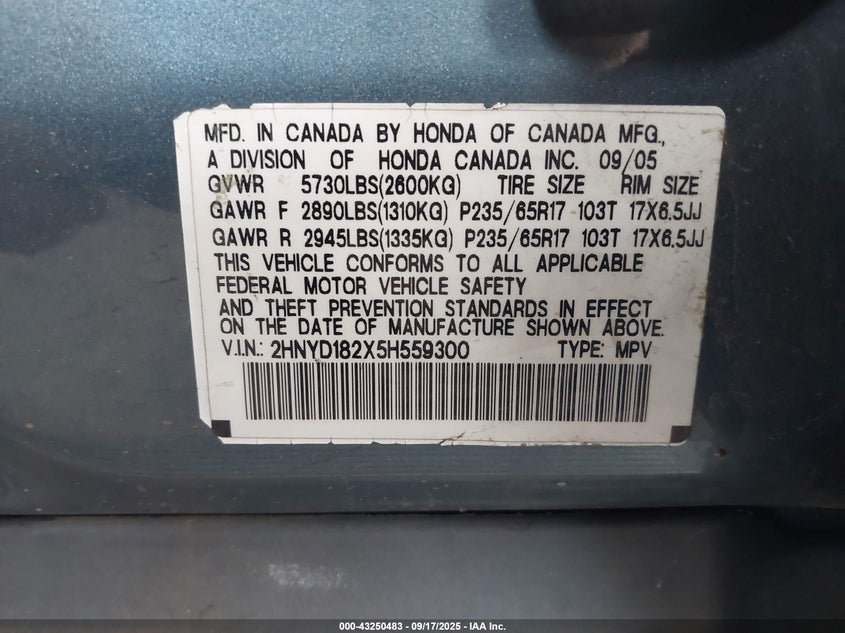 MFD. IN CANADA BY HONDA OF CANADA MFG.,
A DIVISION OF HONDA CANADA INC. 09/05
GVWR 5730LBS(2600KG) TIRE SIZE RIM SIZE
GAWR F 2890LBS(1310KG) P235/65R17 103T 17X6.5JJ
GAWR R 2945LBS(1335KG) P235/65R17 103T 17X6.5JJ
THIS VEHICLE CONFORMS TO ALL APPLICABLE
FEDERAL MOTOR VEHICLE SAFETY
AND THEFT PREVENTION STANDARDS IN EFFECT
ON THE DATE OF MANUFACTURE SHOWN ABOVE.
V.I.N.: 2HNYD182X5H559300 TYPE: MPV
000-43250483 - 09/17/2025 - IAA Inc.